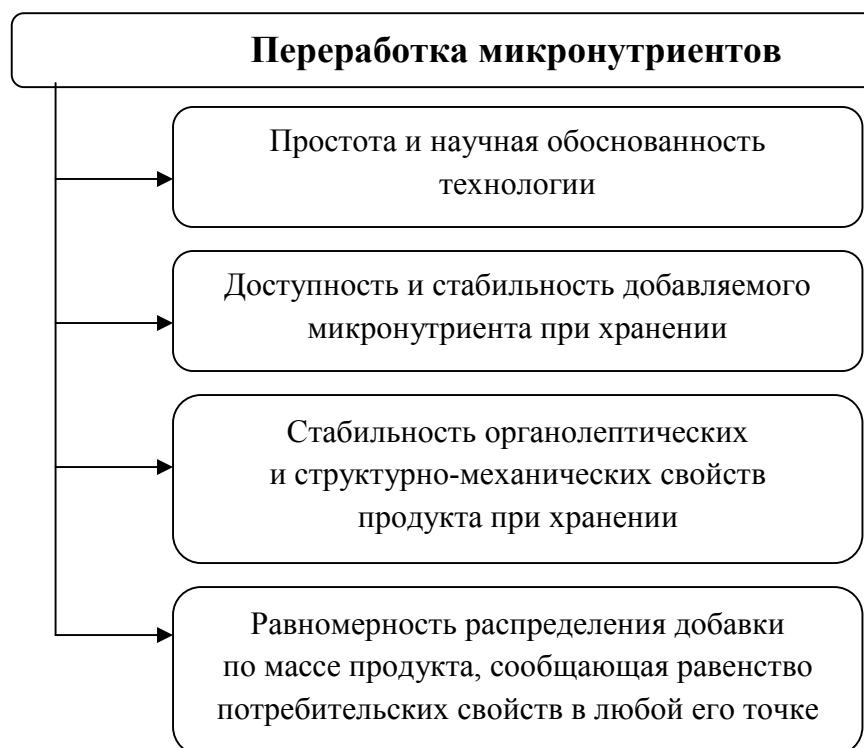 Переработка микронутриентов
Простота и научная обоснованность
технологии
Доступность и стабильность добавляемого
микронутриента при хранении
Стабильность органолептических
и структурно-механических свойств
продукта при хранении
Равномерность распределения добавки
по массе продукта, сообщающая равенство
потребительских свойств в любой его точке